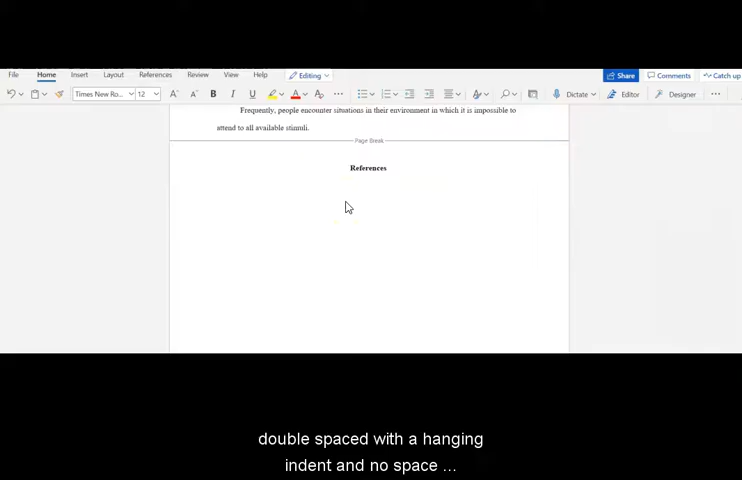 File Home Insert Layout References Review View Help Editing Share Comments Catch up
Times New Ro... 12 A A B I U A A Dictate Editor Designer
Frequently, people encounter situations in their environment in which it is impossible to
attend to all available stimuli.
Page Break
References
double spaced with a hanging
indent and no space ...